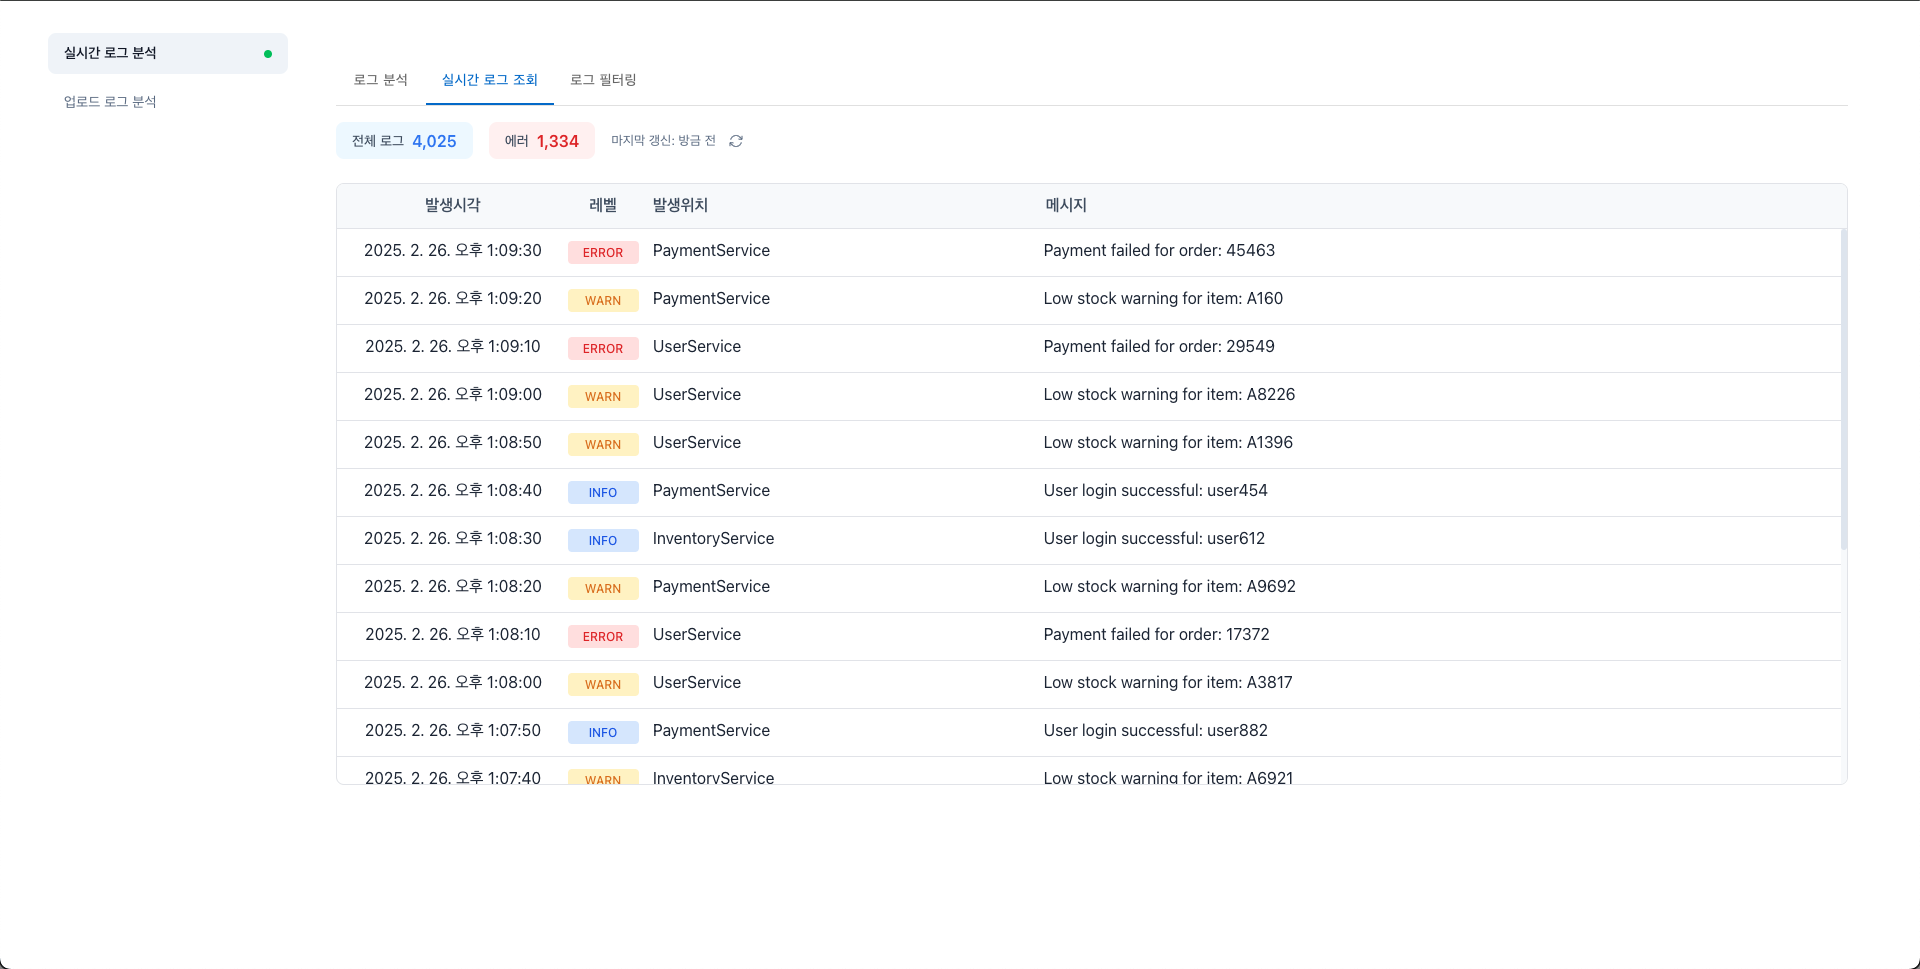 실시간 로그 분석
업로드 로그 분석
로그 분석 실시간 로그 조회 로그 필터링
전체 로그 4,025 에러 1,334 마지막 갱신: 방금 전
발생시각 레벨 발생위치 메시지
2025. 2. 26. 오후 1:09:30 ERROR PaymentService Payment failed for order: 45463
2025. 2. 26. 오후 1:09:20 WARN PaymentService Low stock warning for item: A160
2025. 2. 26. 오후 1:09:10 ERROR UserService Payment failed for order: 29549
2025. 2. 26. 오후 1:09:00 WARN UserService Low stock warning for item: A8226
2025. 2. 26. 오후 1:08:50 WARN UserService Low stock warning for item: A1396
2025. 2. 26. 오후 1:08:40 INFO PaymentService User login successful: user454
2025. 2. 26. 오후 1:08:30 INFO InventoryService User login successful: user612
2025. 2. 26. 오후 1:08:20 WARN PaymentService Low stock warning for item: A9692
2025. 2. 26. 오후 1:08:10 ERROR UserService Payment failed for order: 17372
2025. 2. 26. 오후 1:08:00 WARN UserService Low stock warning for item: A3817
2025. 2. 26. 오후 1:07:50 INFO PaymentService User login successful: user882
2025. 2. 26. 오후 1:07:40 WARN InventoryService Low stock warning for item: A6921